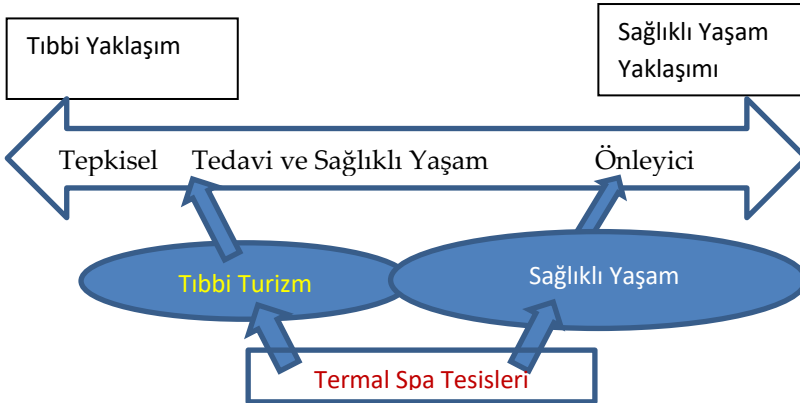 Tıbbi Yaklaşım
Sağlıklı Yaşam
Yaklaşımı
Tepkisel Tedavi ve Sağlıklı Yaşam Önleyici
Tıbbi Turizm
Sağlıklı Yaşam
Termal Spa Tesisleri